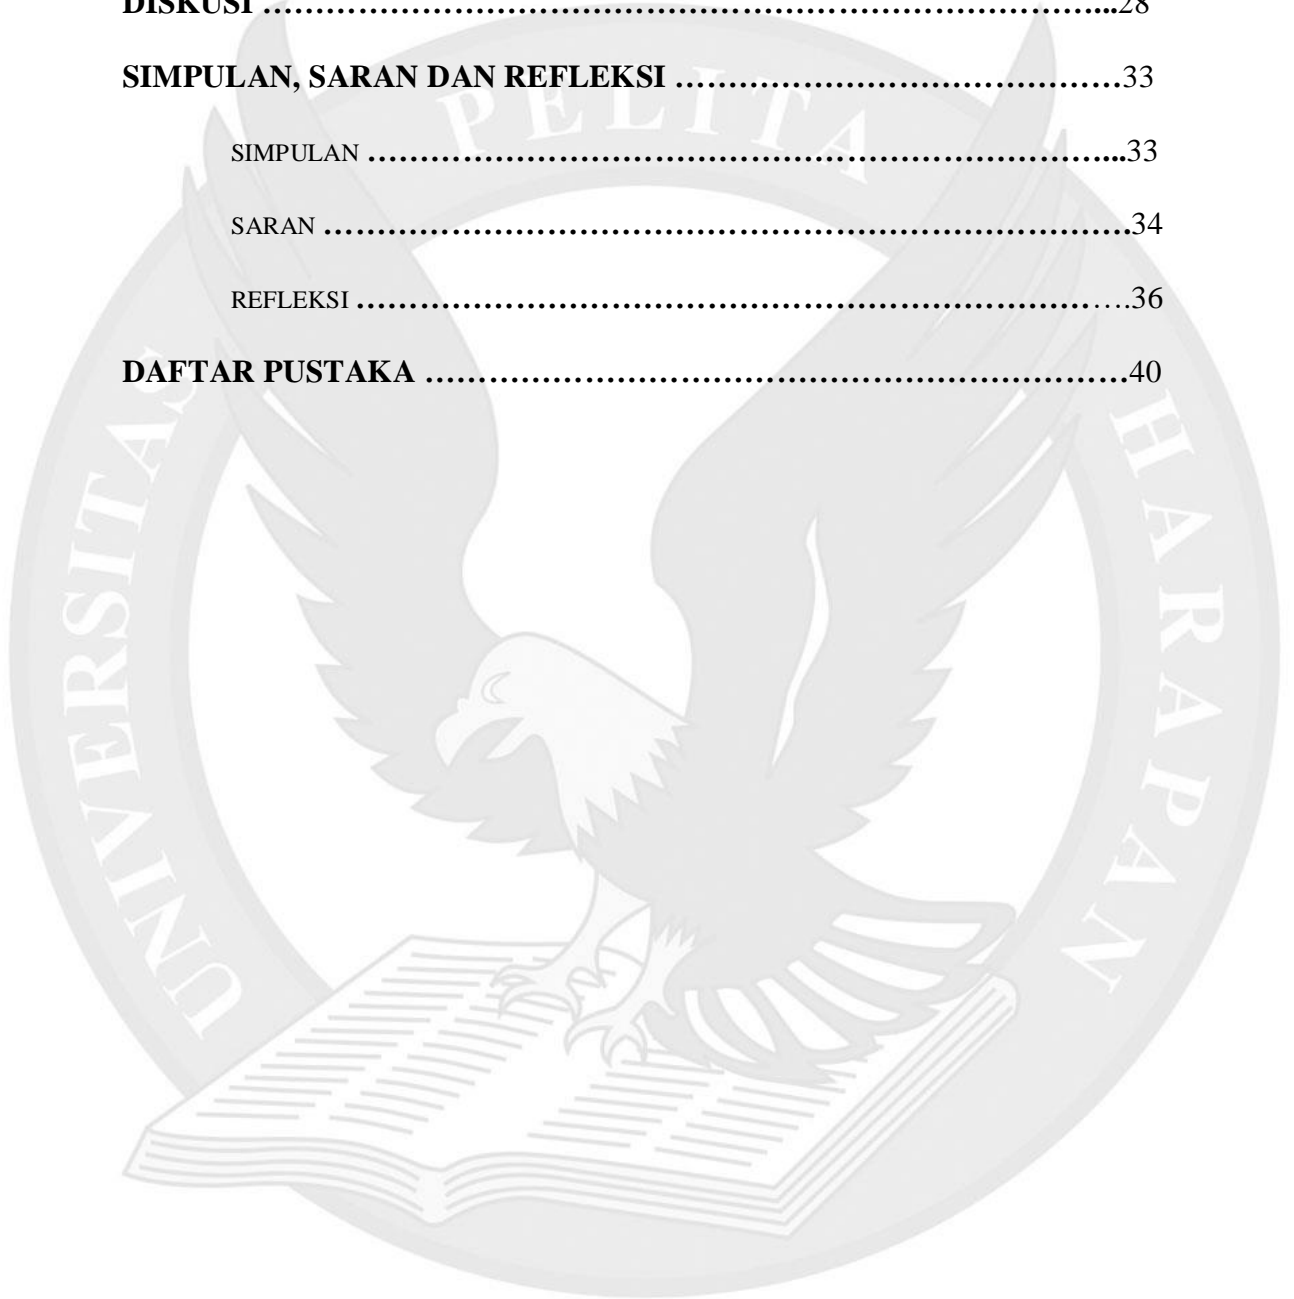 DISKUSI ……………………………………………………………………………...28
SIMPULAN, SARAN DAN REFLEKSI ……………………………………33
SIMPULAN ……………………………………………………………...33
SARAN ………………………………………………………………….34
REFLEKSI ……………………………………………………………….36
DAFTAR PUSTAKA …………………………………………………………40
UNIVERSITAS PELITA HARAPAN